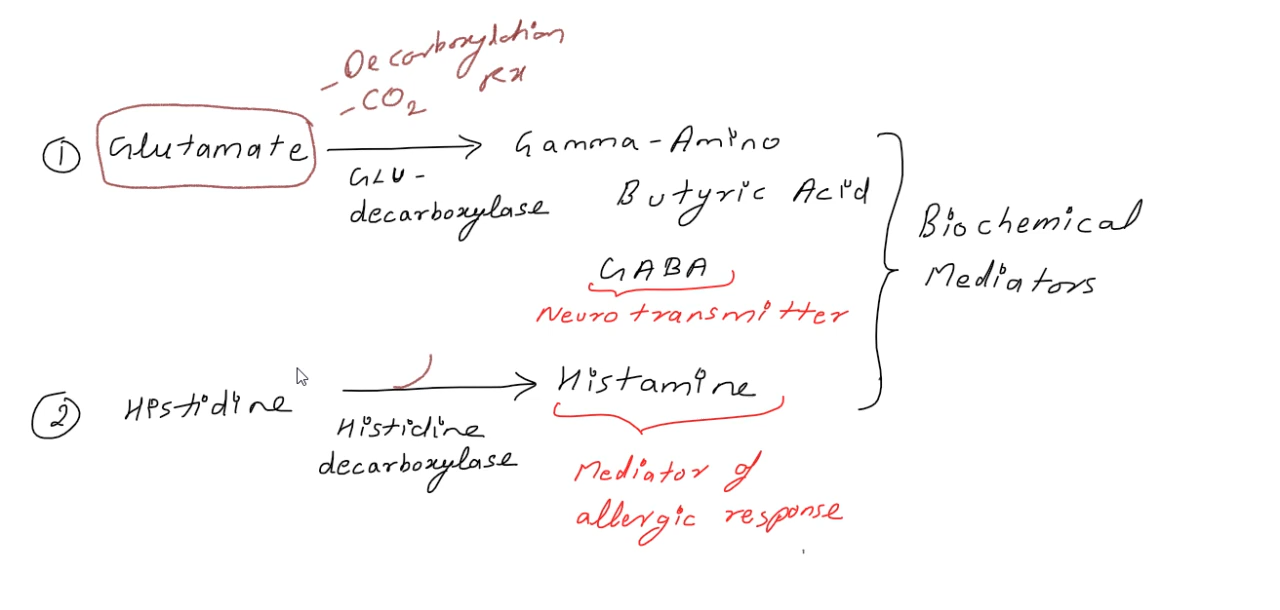 - Decarboxylation
Rx
- CO2
① Glutamate → Gamma-Amino
GLU -
decarboxylase
Butyric Acid
GABA
Neurotransmitter
Biochemical
Mediators
② Histidine → Histamine
Histidine
decarboxylase
Mediator of
allergic response